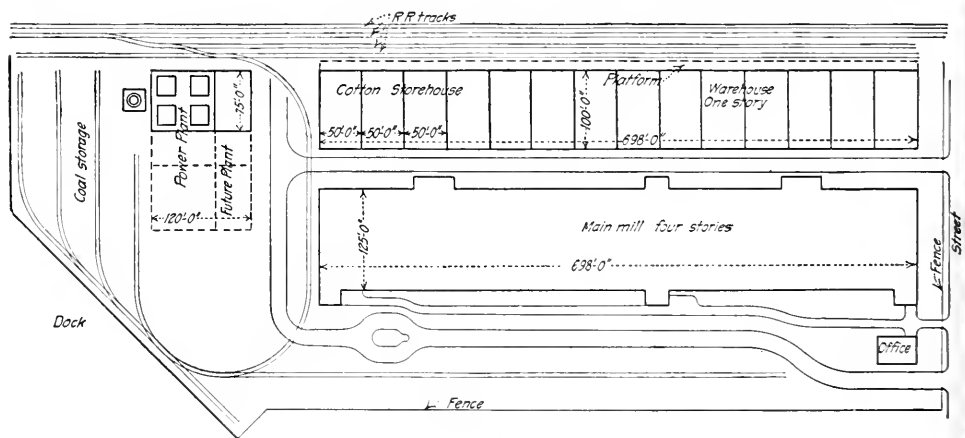 RR tracks
Cotton Storehouse
Platform
Warehouse
One story
50'-0"
50'-0"
50'-0"
100'-0"
698'-0"
75'-0"
Power Plant
Future Plant
120'-0"
Coal storage
Main mill four stories
125'-0"
698'-0"
Street
Fence
Dock
Office
Fence